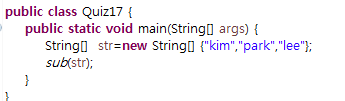 public class Quiz17 {
public static void main(String[] args) {
String[] str=new String[] {"kim","park","lee"};
sub(str);
}
}